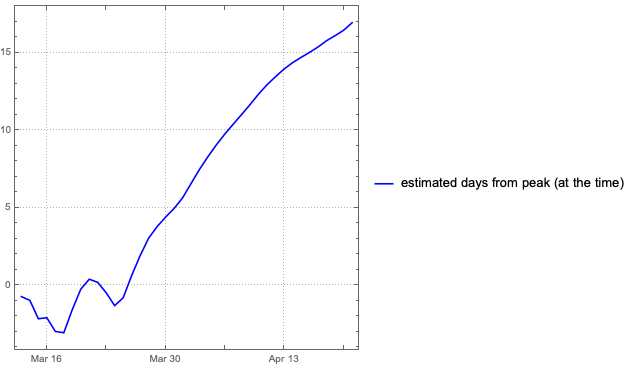 15
10
5
0
Mar 16
Mar 30
Apr 13
estimated days from peak (at the time)